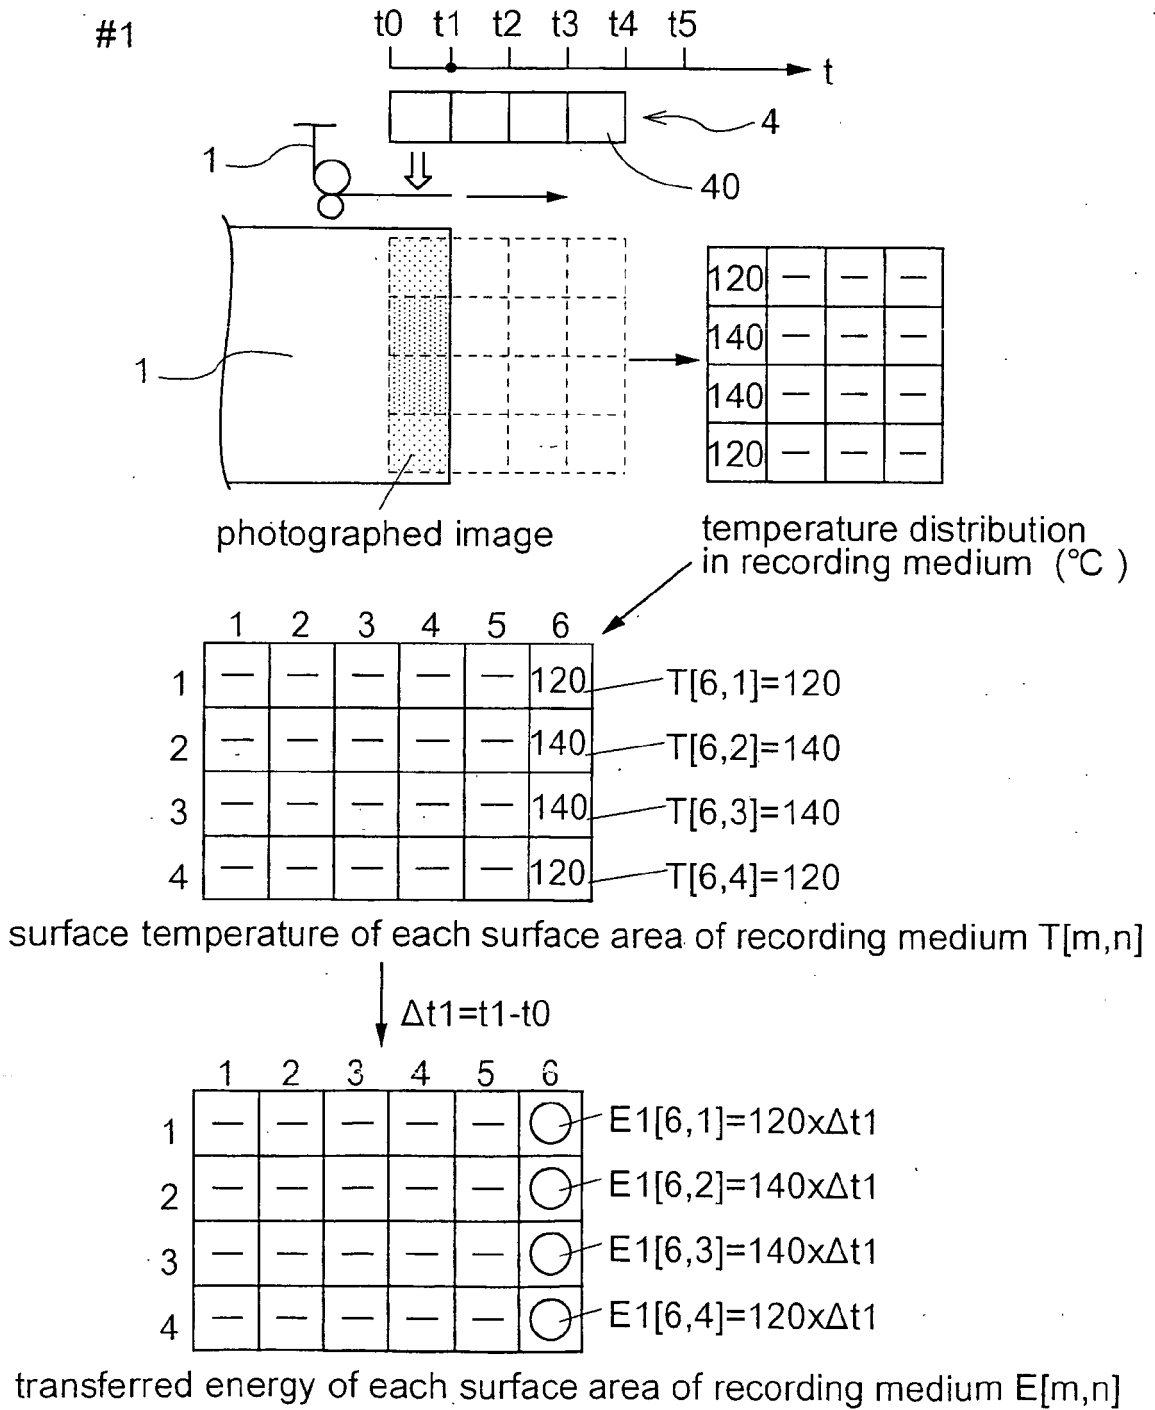 #1
t0 t1 t2 t3 t4 t5
t
4
1
40
1
120 — — —
140 — — —
140 — — —
120 — — —
photographed image
temperature distribution
in recording medium (℃)
1 2 3 4 5 6
1 — — — — — 120 T[6,1]=120
2 — — — — — 140 T[6,2]=140
3 — — — — — 140 T[6,3]=140
4 — — — — — 120 T[6,4]=120
surface temperature of each surface area of recording medium T[m,n]
Δt1=t1-t0
1 2 3 4 5 6
1 — — — — — ○ E1[6,1]=120xΔt1
2 — — — — — ○ E1[6,2]=140xΔt1
3 — — — — — ○ E1[6,3]=140xΔt1
4 — — — — — ○ E1[6,4]=120xΔt1
transferred energy of each surface area of recording medium E[m,n]